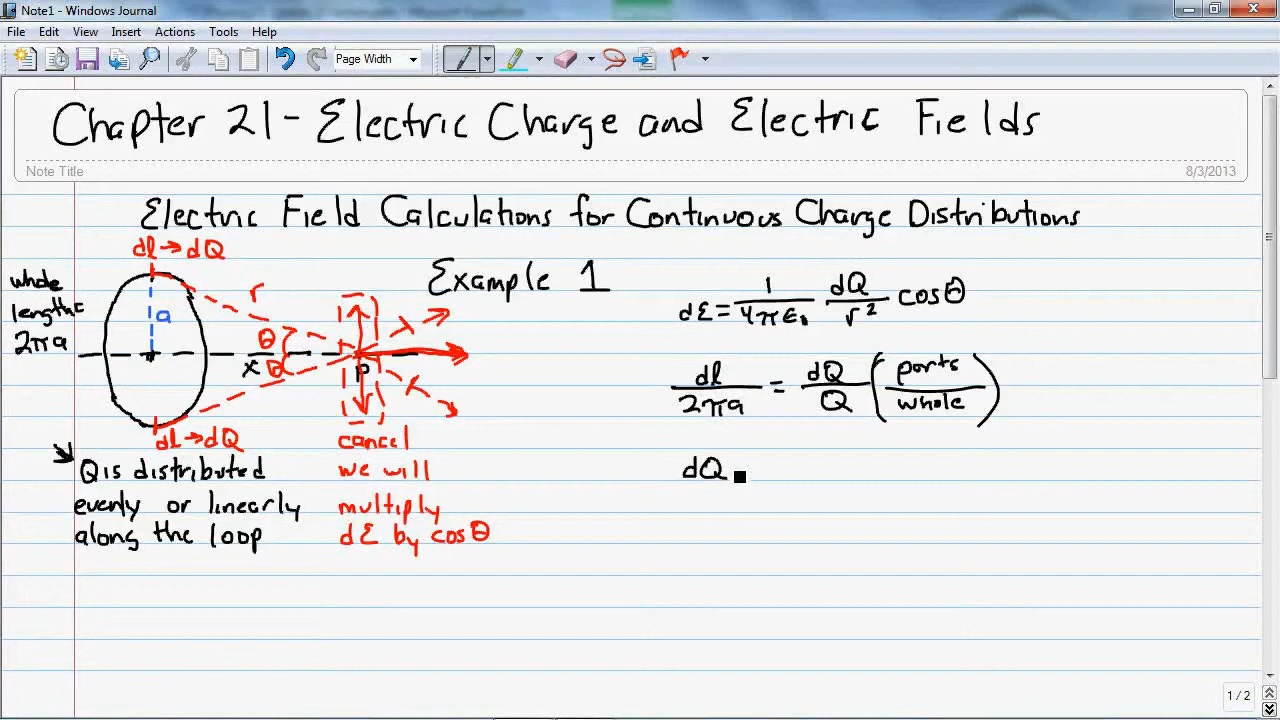 Note1 - Windows Journal
File Edit View Insert Actions Tools Help
Page Width
Chapter 21 - Electric Charge and Electric Fields
Note Title
8/3/2013
Electric Field Calculations for Continuous Charge Distributions
Example 1
dl → dQ
whole
length=
2πa
a
r
θ
θ
x
P
dl → dQ
Q is distributed
evenly or linearly
along the loop
cancel
we will
multiply
dE by cosθ
dE = 1/4πε₀ dQ/r² cosθ
dl/2πa = dQ/Q (parts/whole)
dQ
1 / 2